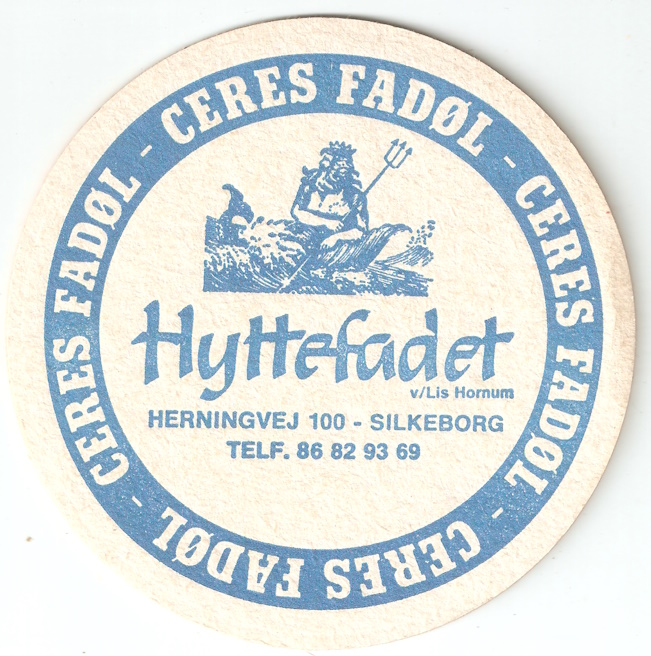 CERES FADØL - CERES FADØL - CERES FADØL - CERES FADØL -
Hyttefadet
v/Lis Hornum
HERNINGVEJ 100 - SILKEBORG
TELF. 86 82 93 69